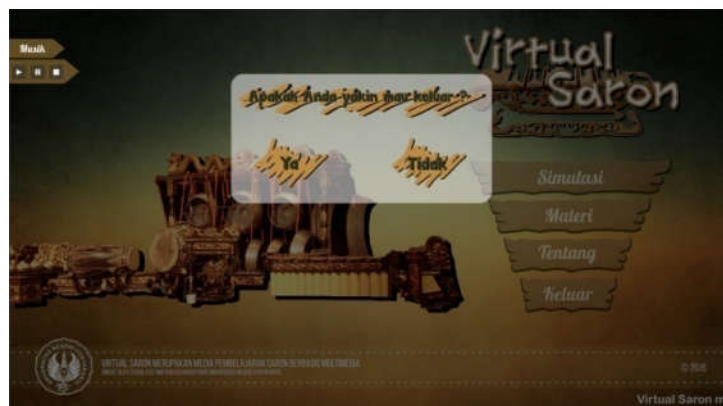 Musik
Virtual
Saron
Apakah Anda yakin mau keluar ?
Ya
Tidak
Simulasi
Materi
Tentang
Keluar
VIRTUAL SARON MERUPAKAN MEDIA PEMBELAJARAN SARON BERBASIS MULTIMEDIA
Virtual Saron m